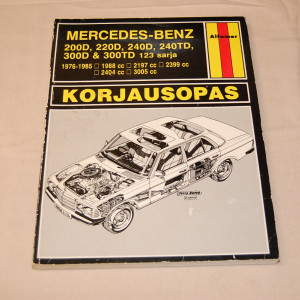 MERCEDES-BENZ
Alfamer
200D, 220D, 240D, 240TD,
300D & 300TD 123 sarja
1976-1985 □ 1988 cc □ 2197 cc □ 2399 cc
□ 2404 cc □ 3005 cc
KORJAUSOPAS